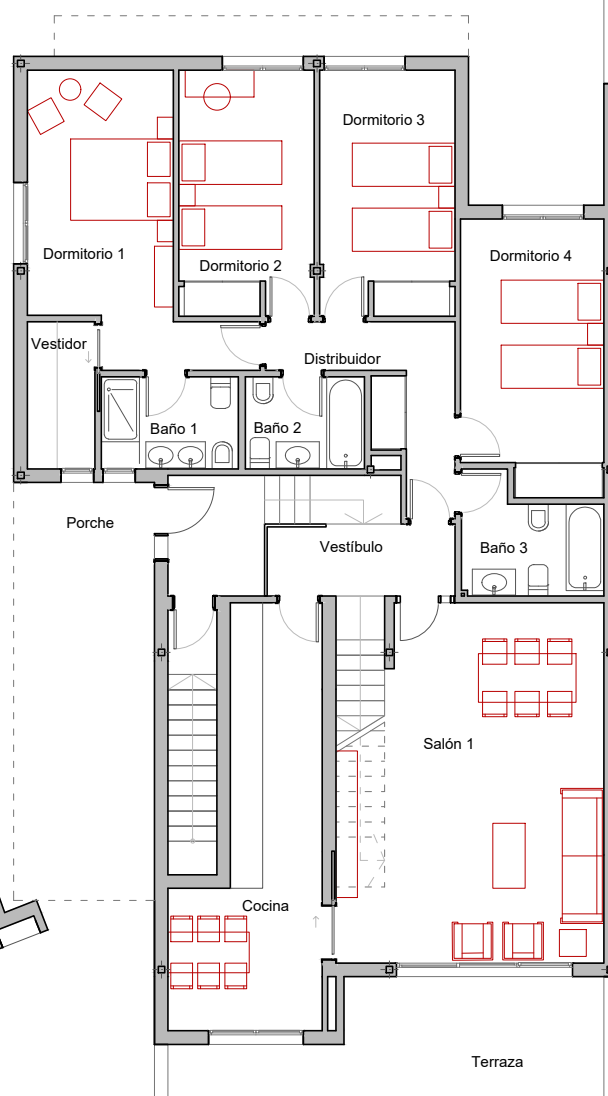 Dormitorio 3
Dormitorio 1
Dormitorio 2
Dormitorio 4
Vestidor
Distribuidor
Baño 1
Baño 2
Porche
Vestíbulo
Baño 3
Salón 1
Cocina
Terraza